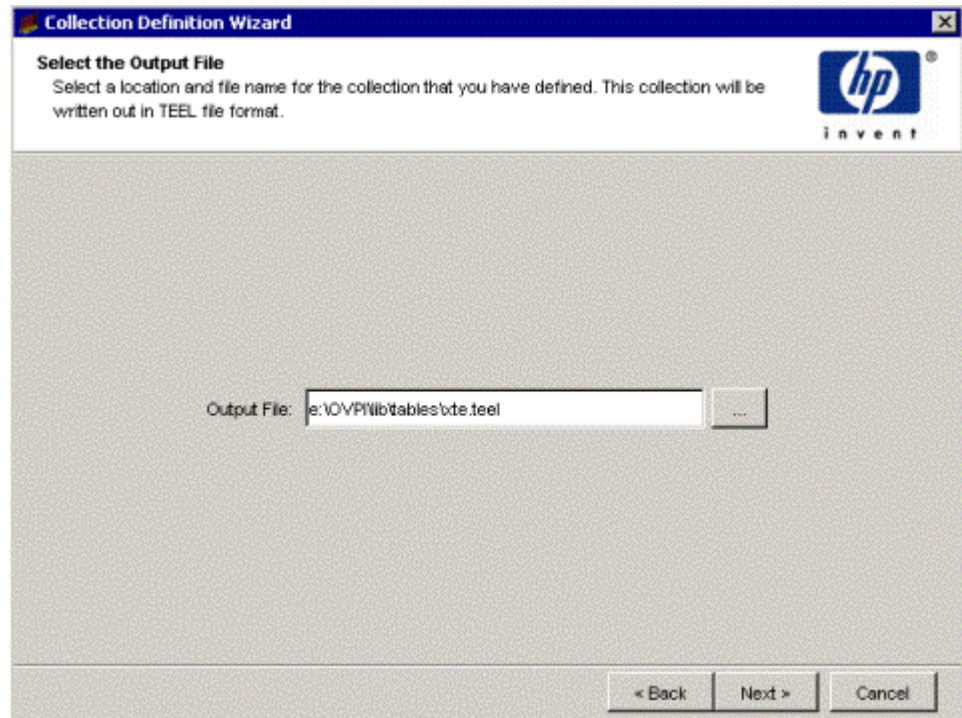 Collection Definition Wizard
Select the Output File
Select a location and file name for the collection that you have defined. This collection will be
written out in TEEL file format.
hp
®
invent
Output File: e:\OVPI\lib\tables\xte.teel ...
< Back Next > Cancel